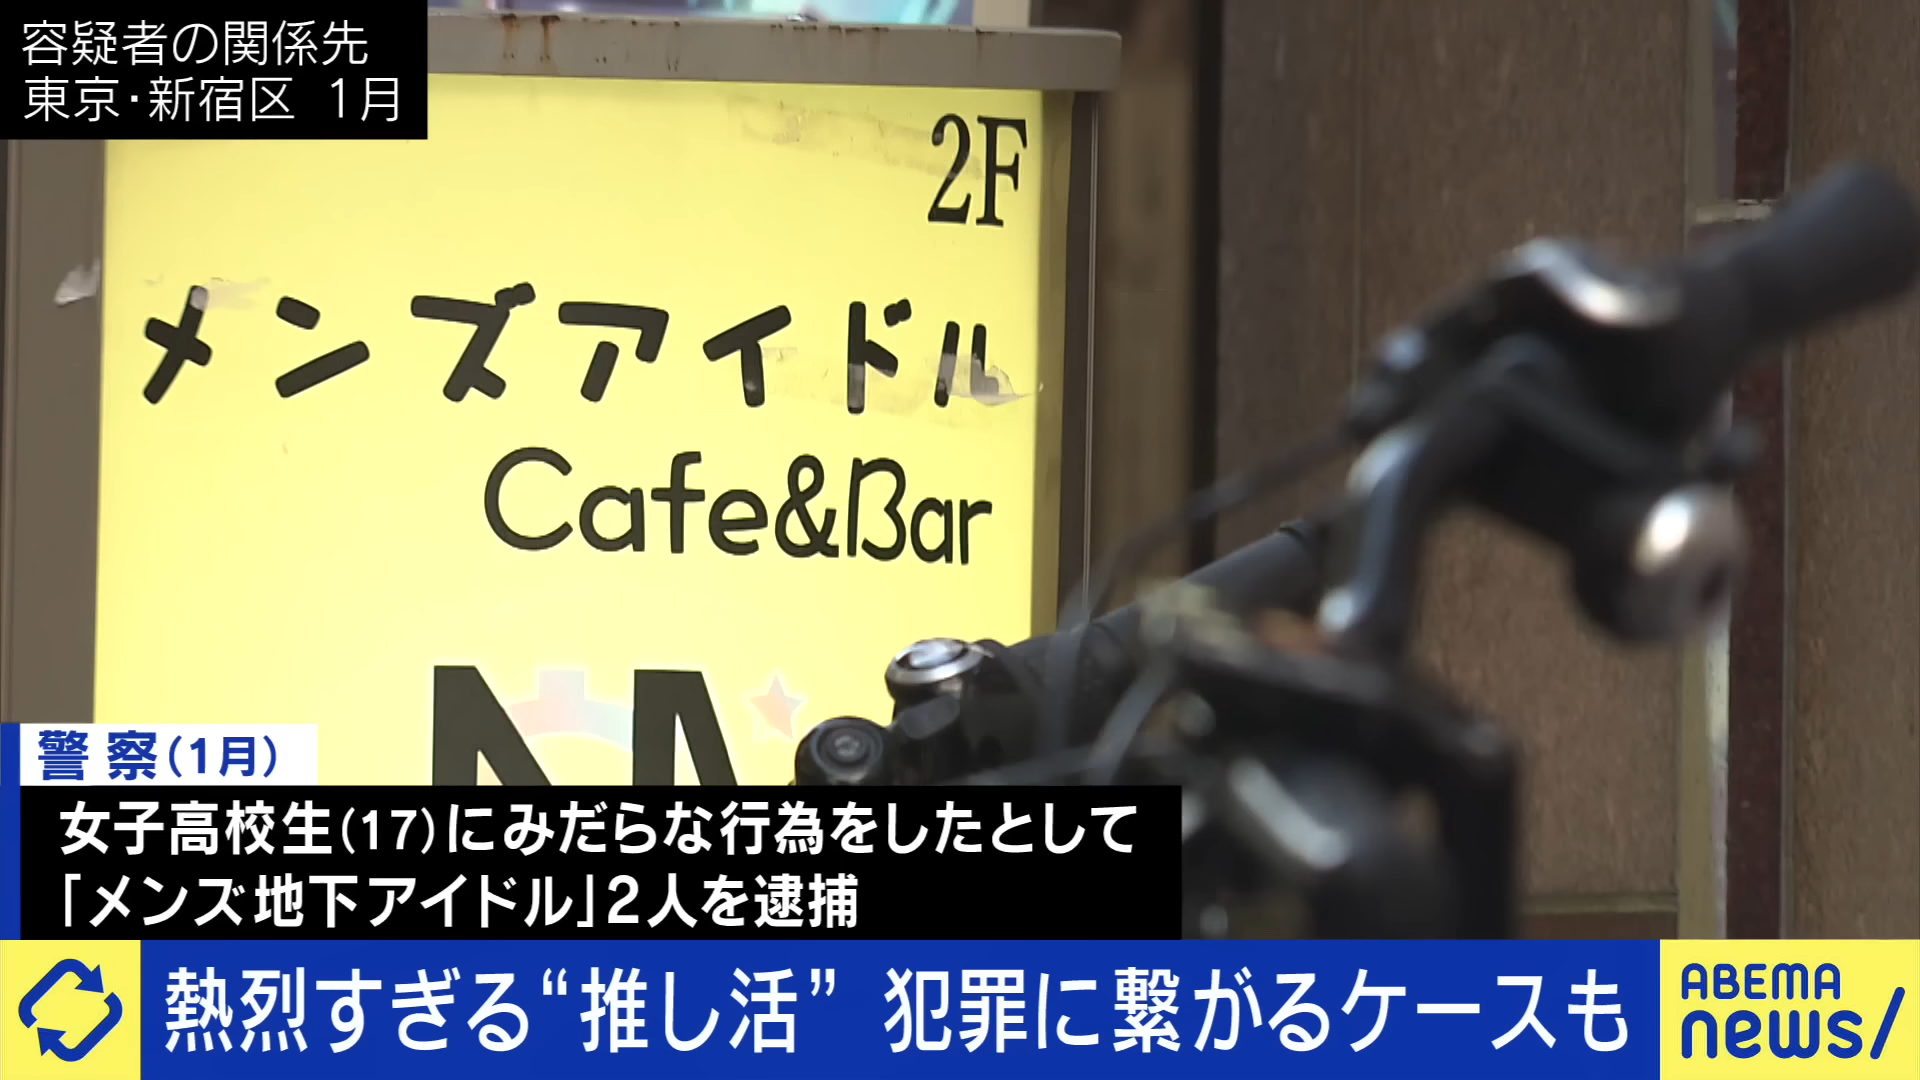 容疑者の関係先
東京・新宿区 1月
2F
メンズアイドル
Cafe&Bar
警察(1月)
女子高校生(17)にみだらな行為をしたとして
「メンズ地下アイドル」2人を逮捕
熱烈すぎる“推し活” 犯罪に繋がるケースも
ABEMA
news/